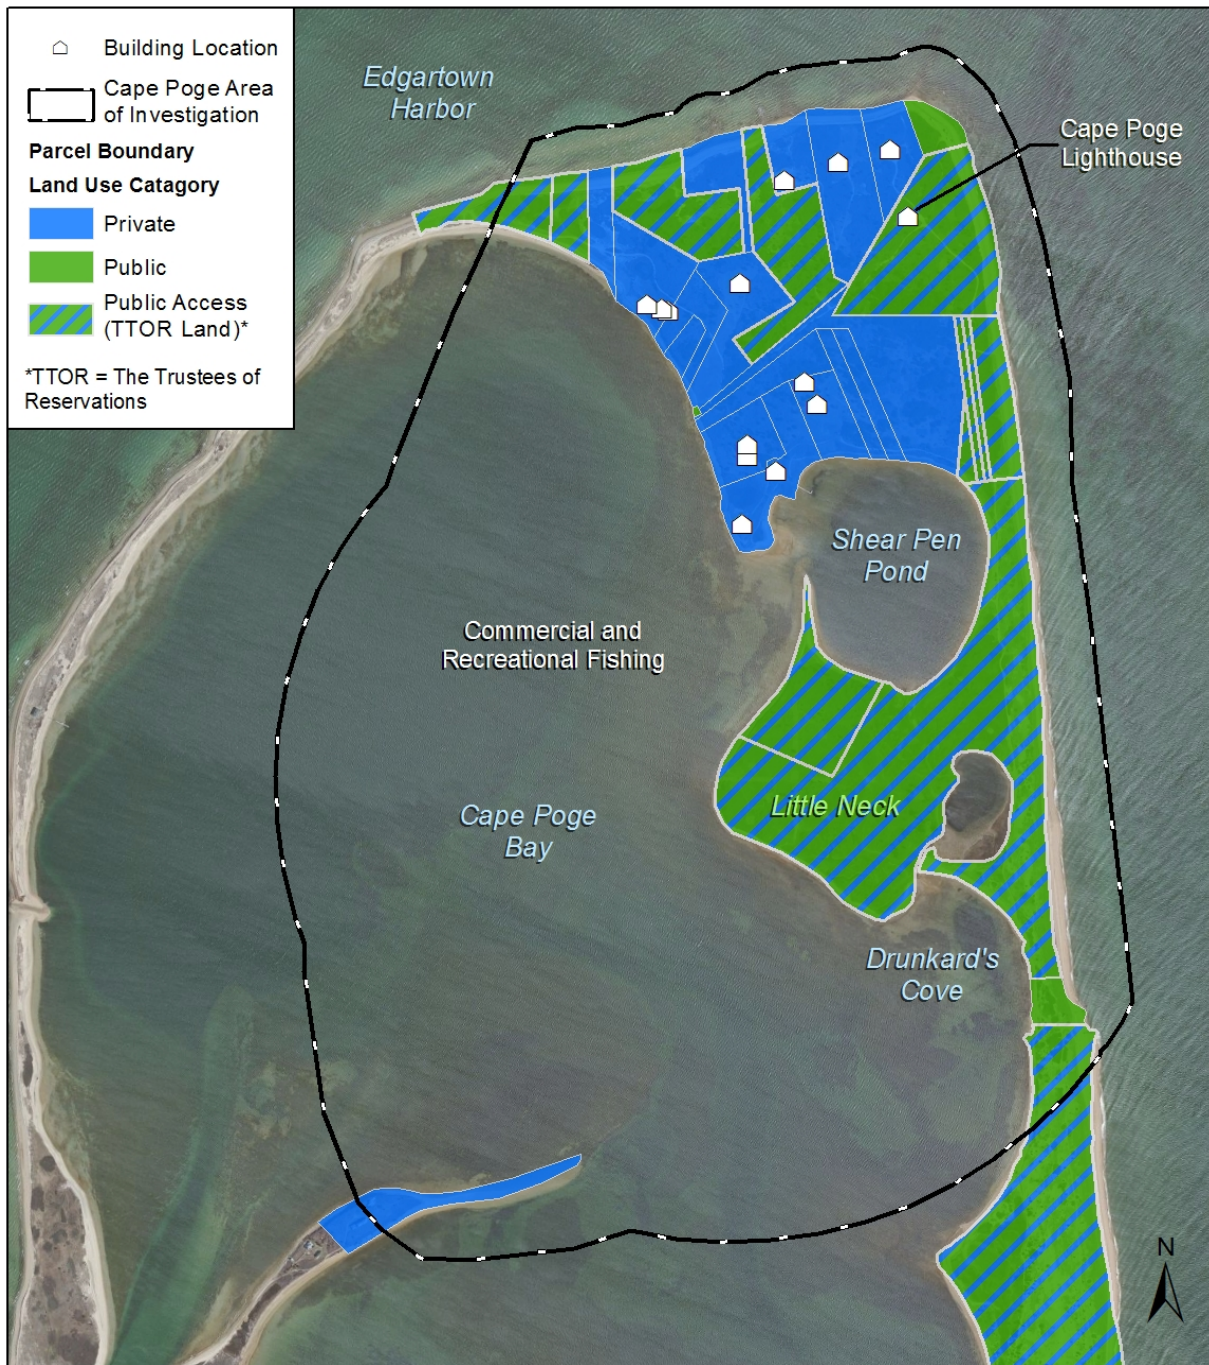 Building Location
Cape Poge Area
of Investigation
Parcel Boundary
Land Use Catagory
Private
Public
Public Access
(TTOR Land)*
*TTOR = The Trustees of
Reservations
Edgartown
Harbor
Cape Poge
Lighthouse
Shear Pen
Pond
Commercial and
Recreational Fishing
Little Neck
Cape Poge
Bay
Drunkard's
Cove
N